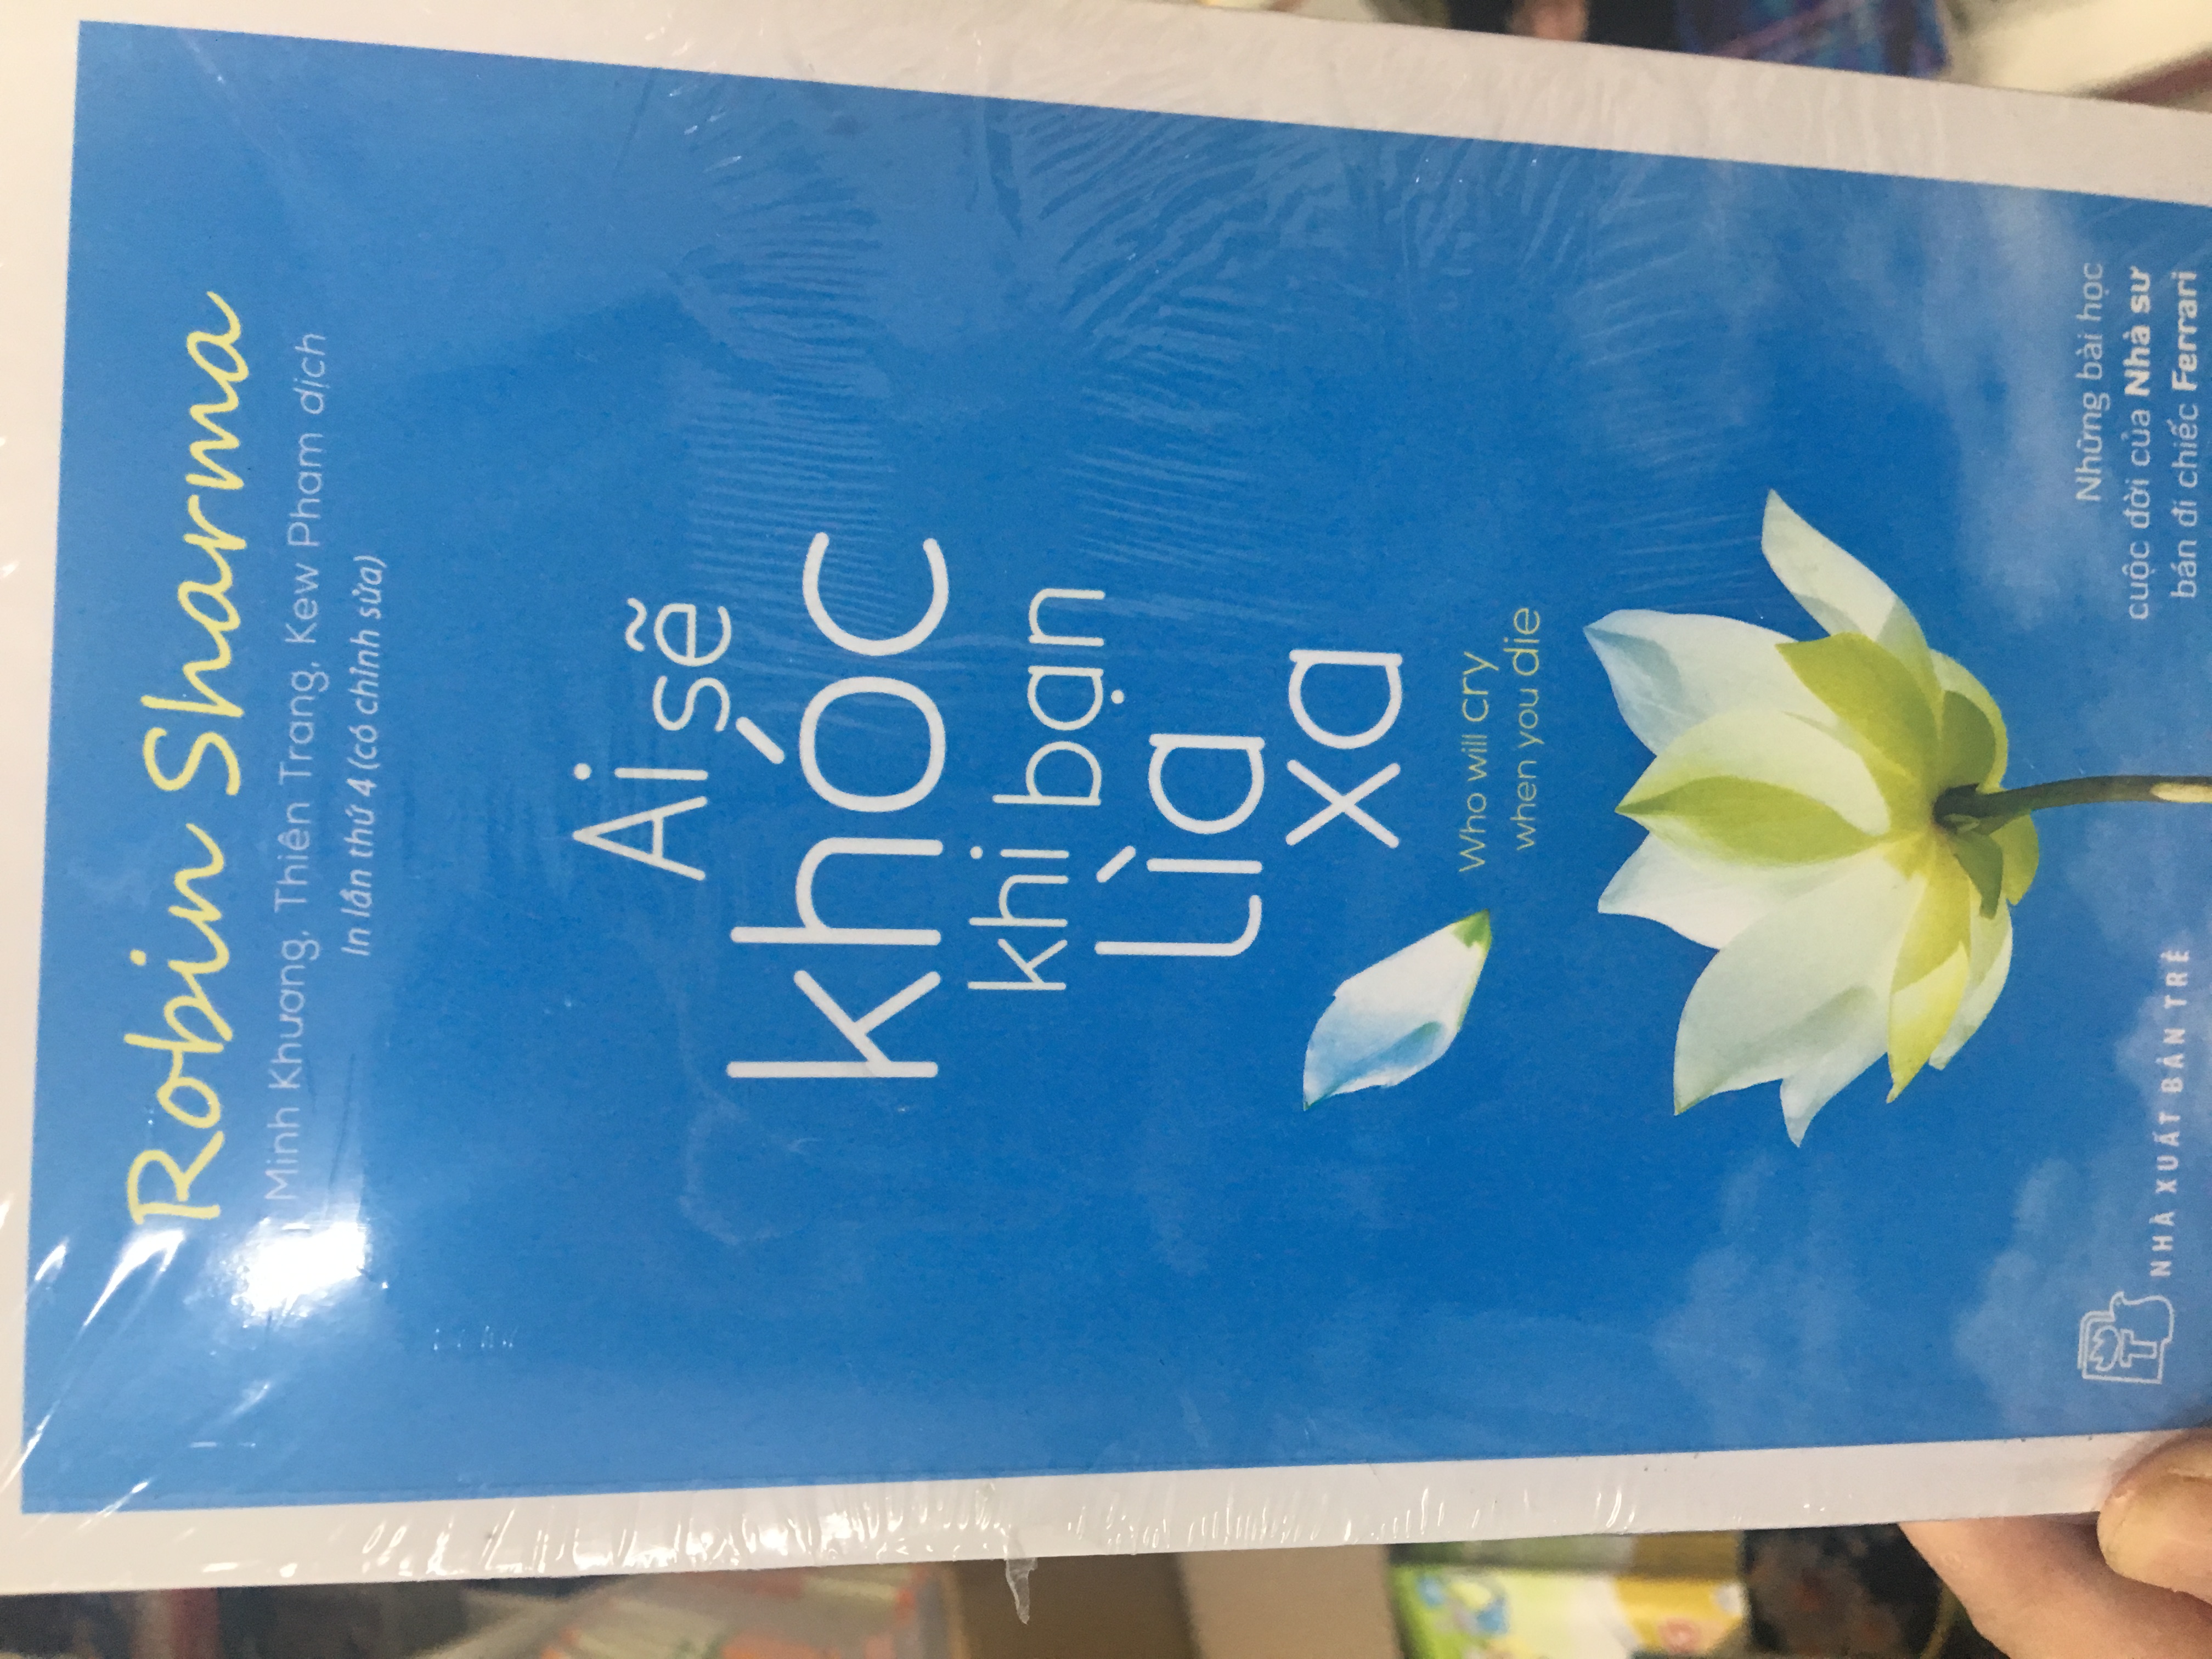 Robin Sharma
Minh Khương, Thiên Trang, Kew Pham dịch
In lần thứ 4 (có chỉnh sửa)
Ai sẽ
khóc
khi bạn
lìa
xa
Who will cry
when you die
Những bài học
cuộc đời của Nhà sư
bán đi chiếc Ferrari
T
NHÀ XUẤT BẢN TRẺ